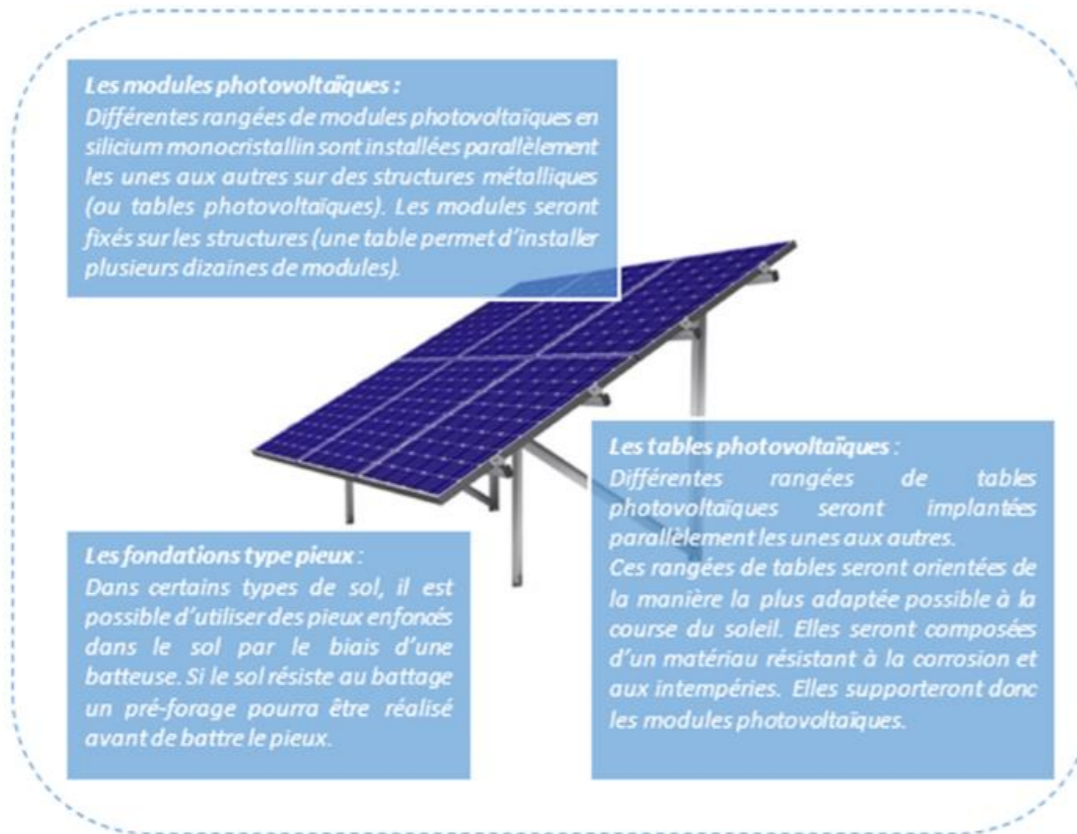 Les modules photovoltaïques :
Différentes rangées de modules photovoltaïques en
silicium monocristallin sont installées parallèlement
les unes aux autres sur des structures métalliques
(ou tables photovoltaïques). Les modules seront
fixés sur les structures (une table permet d'installer
plusieurs dizaines de modules).
Les tables photovoltaïques :
Différentes rangées de tables
photovoltaïques seront implantées
parallèlement les unes aux autres.
Ces rangées de tables seront orientées de
la manière la plus adaptée possible à la
course du soleil. Elles seront composées
d'un matériau résistant à la corrosion et
aux intempéries. Elles supporteront donc
les modules photovoltaïques.
Les fondations type pieux :
Dans certains types de sol, il est
possible d'utiliser des pieux enfoncés
dans le sol par le biais d'une
batteuse. Si le sol résiste au battage
un pré-forage pourra être réalisé
avant de battre le pieux.